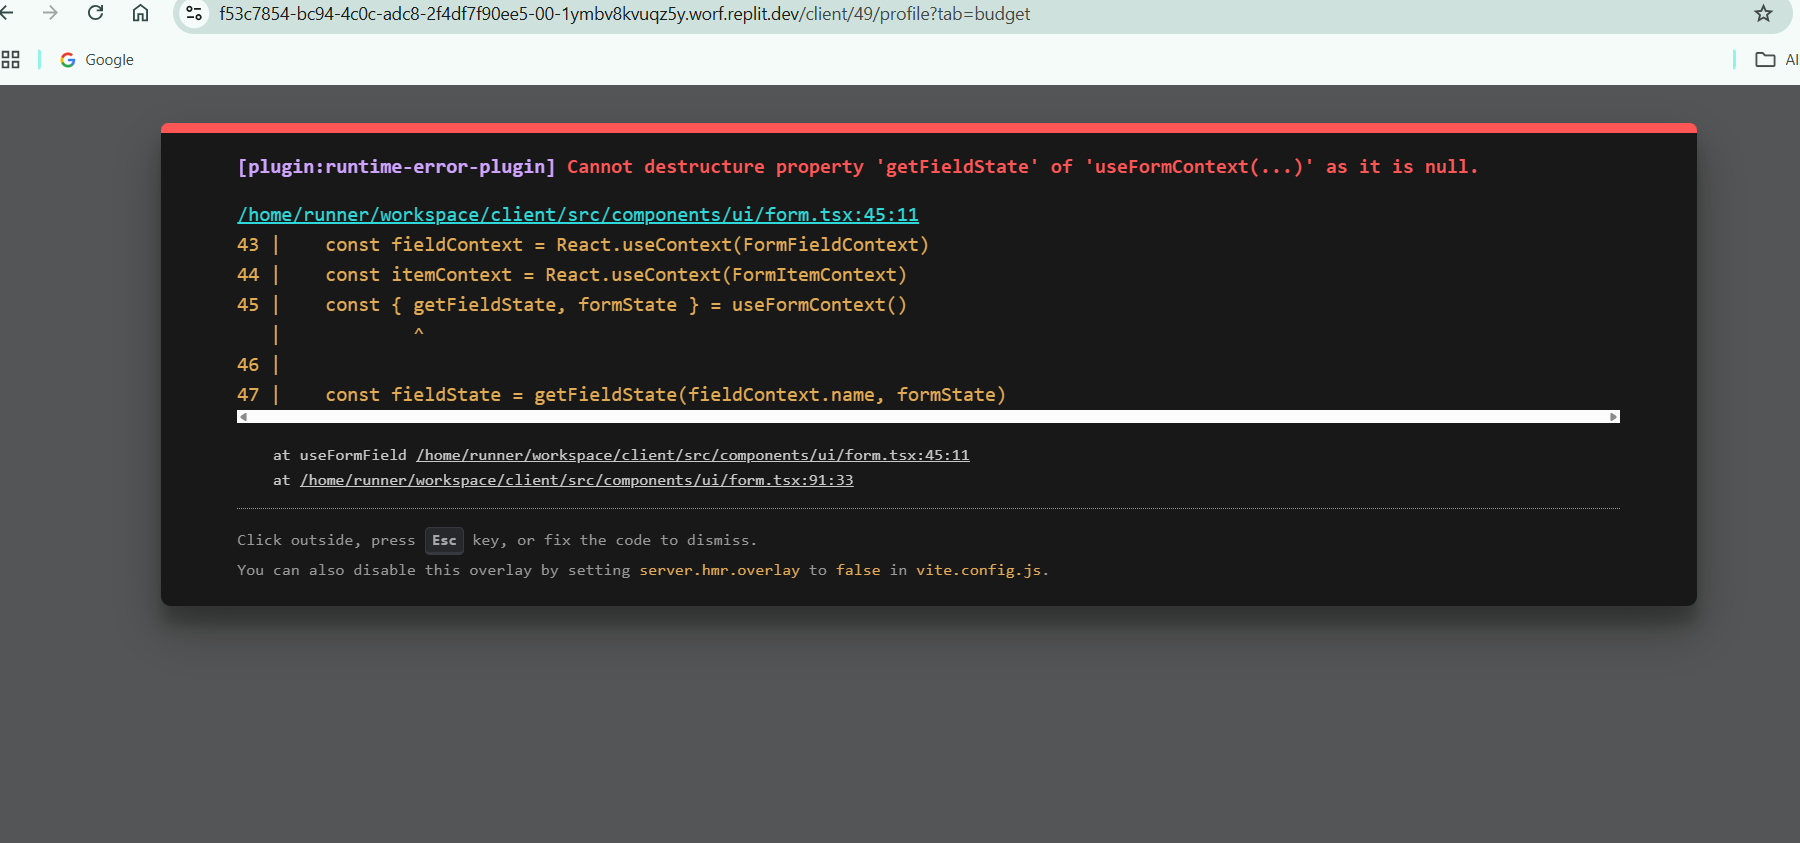 f53c7854-bc94-4c0c-adc8-2f4df7f90ee5-00-1ymbv8kvuqz5y.worf.replit.dev/client/49/profile?tab=budget
Google
[plugin:runtime-error-plugin] Cannot destructure property 'getFieldState' of 'useFormContext(...)' as it is null.
/home/runner/workspace/client/src/components/ui/form.tsx:45:11
43 |    const fieldContext = React.useContext(FormFieldContext)
44 |    const itemContext = React.useContext(FormItemContext)
45 |    const { getFieldState, formState } = useFormContext()
   |            ^
46 |
47 |    const fieldState = getFieldState(fieldContext.name, formState)
at useFormField /home/runner/workspace/client/src/components/ui/form.tsx:45:11
at /home/runner/workspace/client/src/components/ui/form.tsx:91:33
Click outside, press Esc key, or fix the code to dismiss.
You can also disable this overlay by setting server.hmr.overlay to false in vite.config.js.